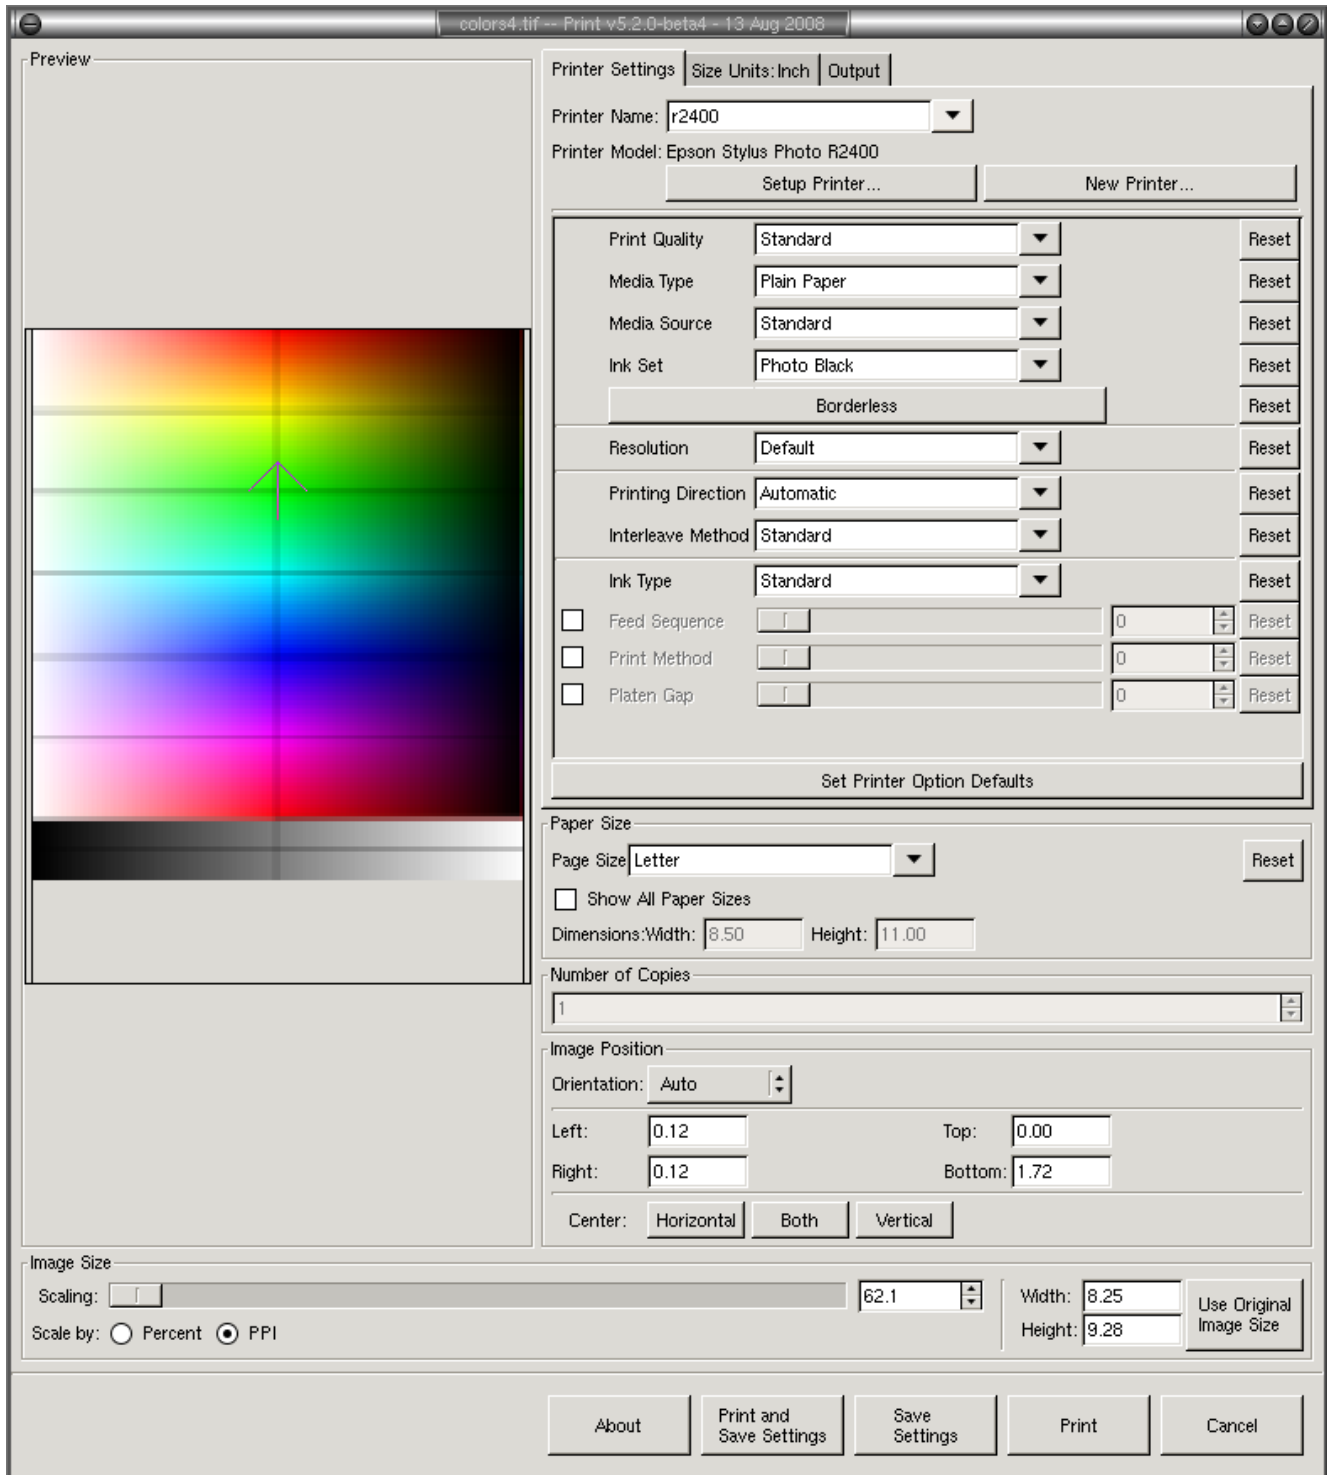 colors4.tif -- Print v5.2.0-beta4 - 13 Aug 2008
Preview
Printer Settings Size Units: Inch Output
Printer Name: r2400
Printer Model: Epson Stylus Photo R2400
Setup Printer... New Printer...
Print Quality Standard Reset
Media Type Plain Paper Reset
Media Source Standard Reset
Ink Set Photo Black Reset
Borderless Reset
Resolution Default Reset
Printing Direction Automatic Reset
Interleave Method Standard Reset
Ink Type Standard Reset
Feed Sequence 0 Reset
Print Method 0 Reset
Platen Gap 0 Reset
Set Printer Option Defaults
Paper Size
Page Size Letter Reset
Show All Paper Sizes
Dimensions: Width: 8.50 Height: 11.00
Number of Copies
1
Image Position
Orientation: Auto
Left: 0.12 Top: 0.00
Right: 0.12 Bottom: 1.72
Center: Horizontal Both Vertical
Image Size
Scaling: 62.1 Width: 8.25 Use Original
Scale by: Percent PPI Height: 9.28 Image Size
About Print and Save Print Cancel
Save Settings Settings